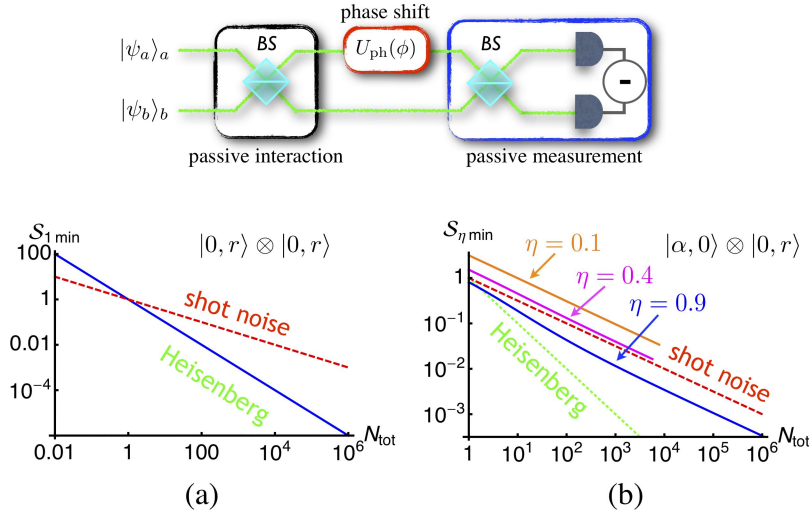 phase shift
|ψₐ⟩ₐ
BS
Uₚₕ(ϕ)
BS
-
|ψ_b⟩_b
passive interaction
passive measurement
S₁ ₘᵢₙ
|0, r⟩ ⊗ |0, r⟩
100
1
0.01
10⁻⁴
shot noise
Heisenberg
0.01
1
100
10⁴
10⁶
Nₜₒₜ
(a)
S_η ₘᵢₙ
η = 0.1
|α, 0⟩ ⊗ |0, r⟩
η = 0.4
η = 0.9
1
10⁻¹
10⁻²
10⁻³
Heisenberg
shot noise
1
10¹
10²
10³
10⁴
10⁵
10⁶
Nₜₒₜ
(b)